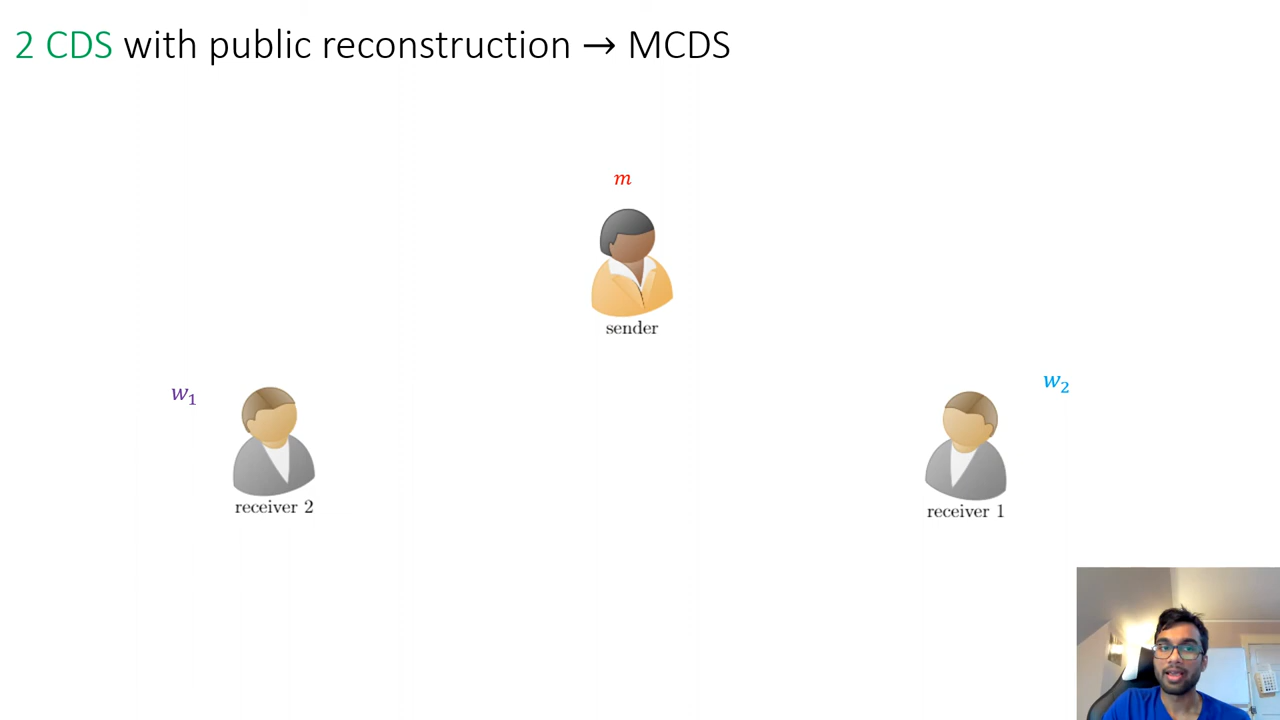 2 CDS with public reconstruction → MCDS
m
sender
w₁
w₂
receiver 2
receiver 1